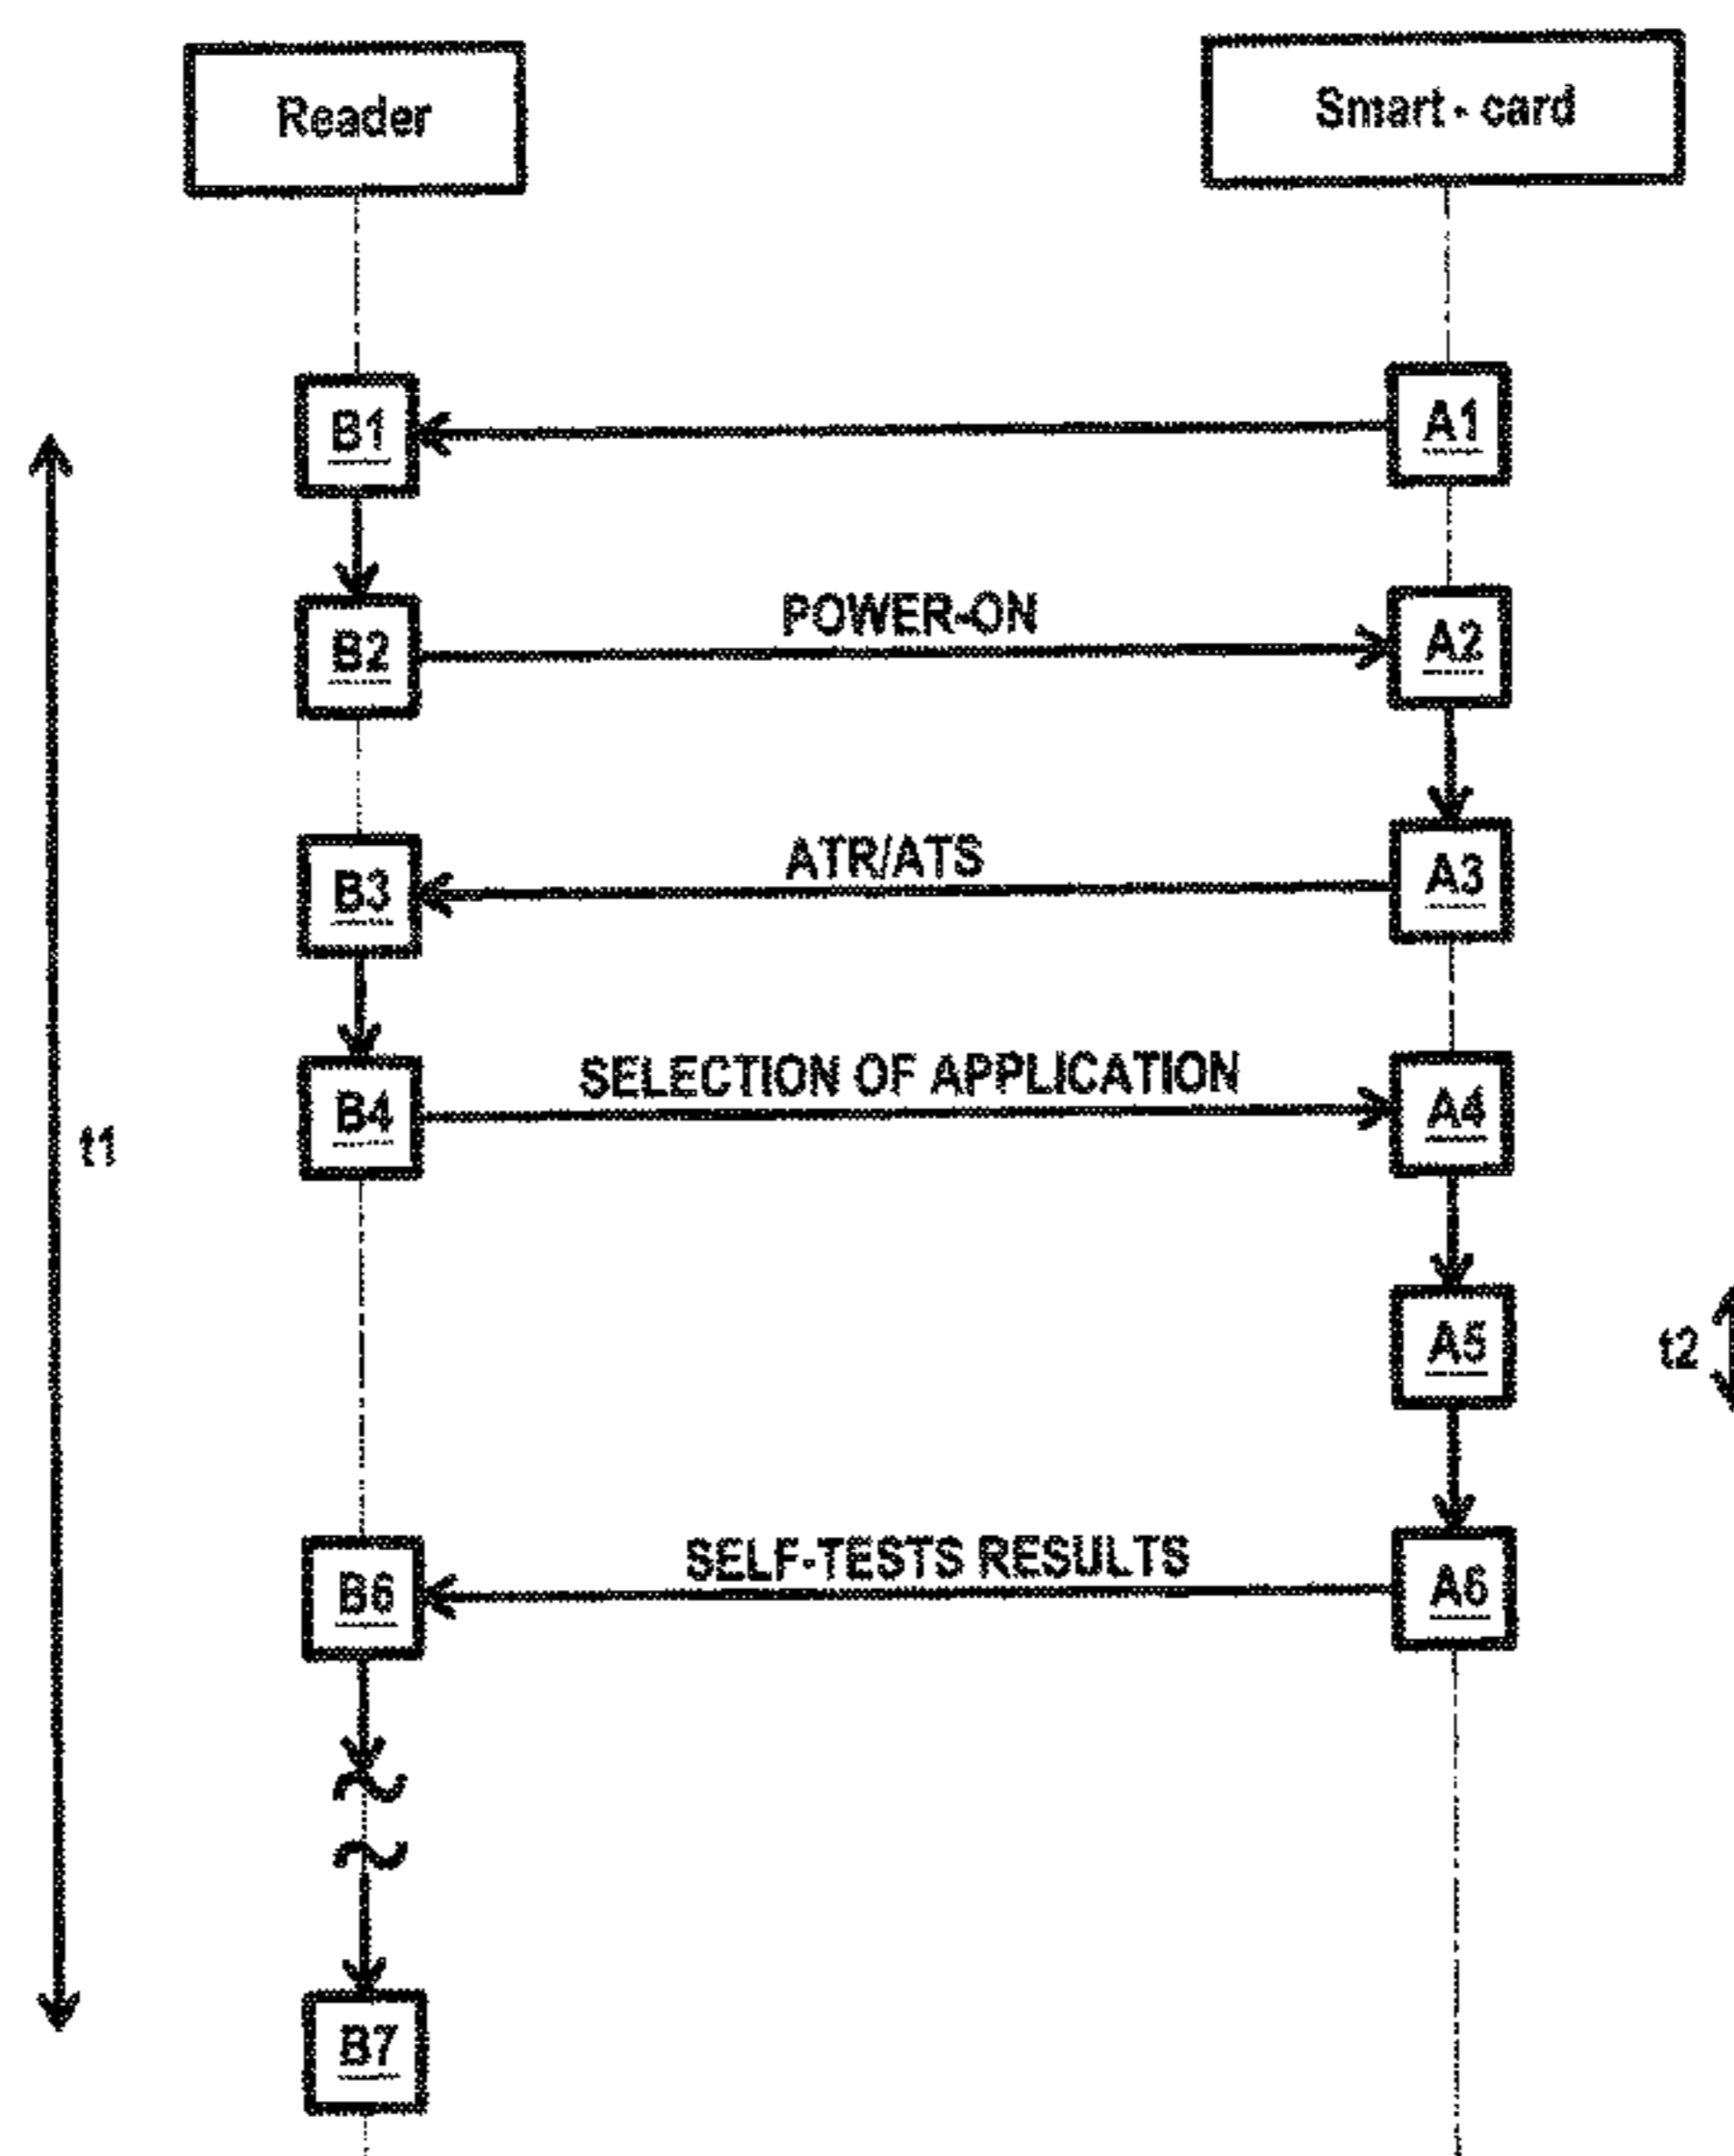 Reader
Smart - card
B1
A1
POWER-ON
B2
A2
ATR/ATS
B3
A3
SELECTION OF APPLICATION
B4
A4
t1
A5
t2
SELF-TESTS RESULTS
B6
A6
B7